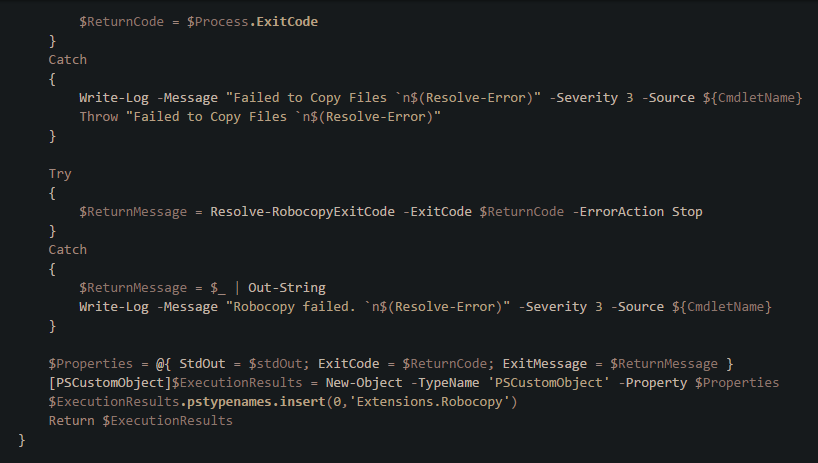 $ReturnCode = $Process.ExitCode
}
Catch
{
Write-Log -Message "Failed to Copy Files `n$(Resolve-Error)" -Severity 3 -Source ${CmdletName}
Throw "Failed to Copy Files `n$(Resolve-Error)"
}
Try
{
$ReturnMessage = Resolve-RobocopyExitCode -ExitCode $ReturnCode -ErrorAction Stop
}
Catch
{
$ReturnMessage = $_ | Out-String
Write-Log -Message "Robocopy failed. `n$(Resolve-Error)" -Severity 3 -Source ${CmdletName}
}
$Properties = @{ StdOut = $stdOut; ExitCode = $ReturnCode; ExitMessage = $ReturnMessage }
[PSCustomObject]$ExecutionResults = New-Object -TypeName 'PSCustomObject' -Property $Properties
$ExecutionResults.pstypenames.insert(0,'Extensions.Robocopy')
Return $ExecutionResults
}